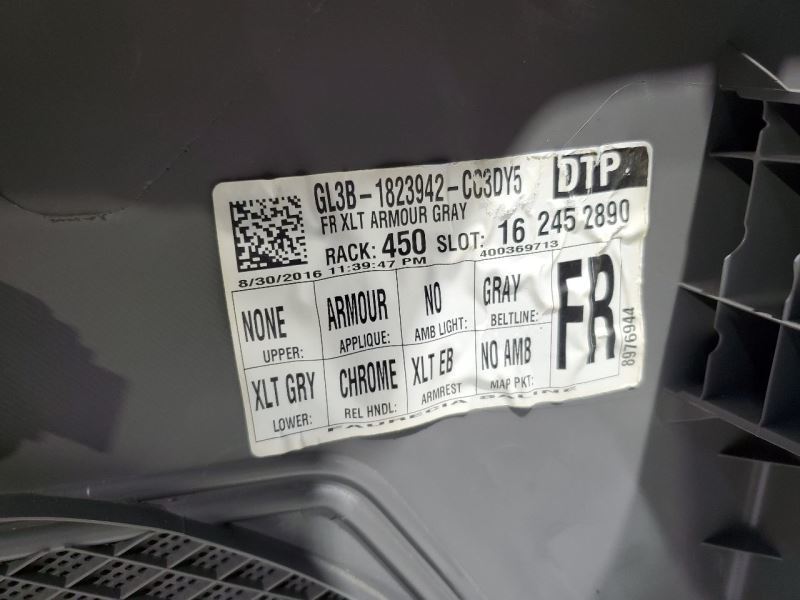 DTP
GL3B-1823942-CC3DY5
FR XLT ARMOUR GRAY
RACK: 450 SLOT: 16 245 2890
8/30/2016 11:39:47 PM 400369713
NONE ARMOUR NO GRAY FR
UPPER: APPLIQUE: AMB LIGHT: BELTLINE:
XLT GRY CHROME XLT EB NO AMB
LOWER: REL HNDL: ARMREST MAP PKT:
FAURECIA SALINE
8976944